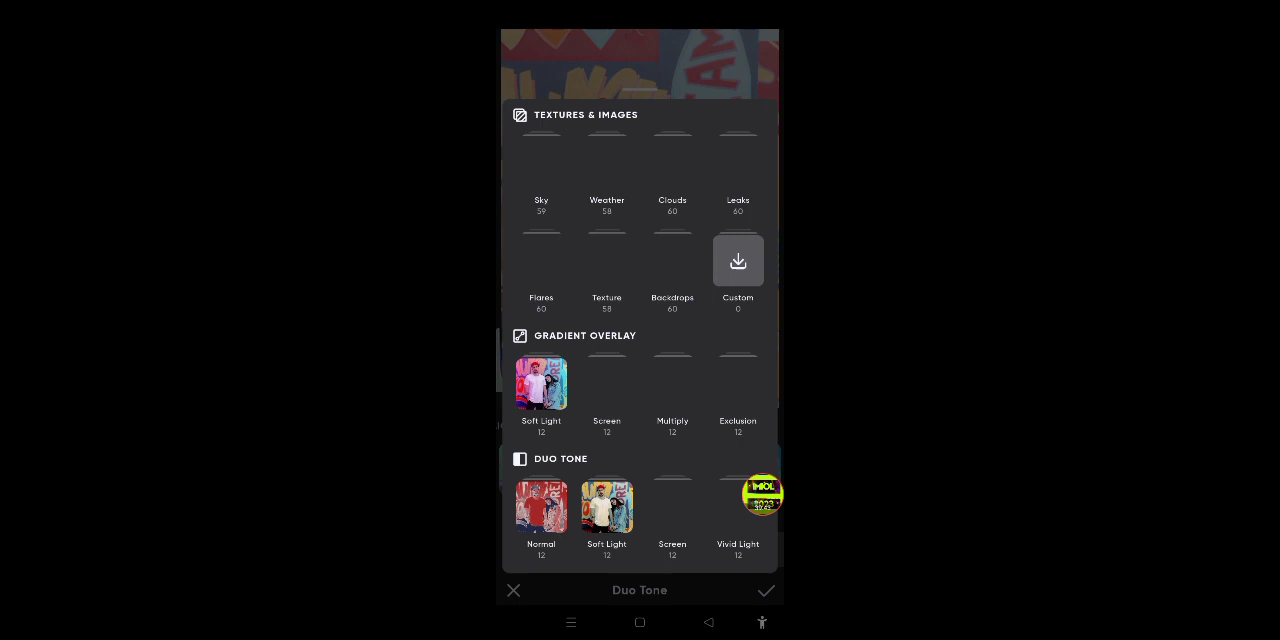 TEXTURES & IMAGES
Sky Weather Clouds Leaks
59 58 60 60
Flares Texture Backdrops Custom
60 58 60 0
GRADIENT OVERLAY
Soft Light Screen Multiply Exclusion
12 12 12 12
DUO TONE
Normal Soft Light Screen Vivid Light
12 12 12 12
Duo Tone